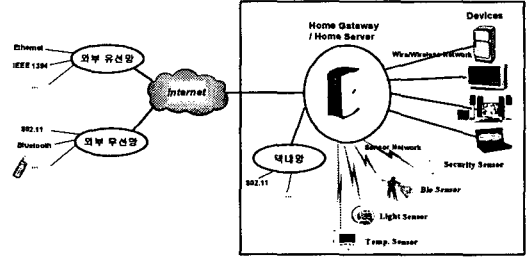 Devices
Home Gateway
/ Home Server
Ethernet
IEEE 1394
...
외부 유선망
Wire/Wireless Network
Internet
802.11
Bluetooth
...
외부 무선망
댁내망
802.11
...
Sensor Network
Security Sensor
Bio Sensor
Light Sensor
Temp. Sensor